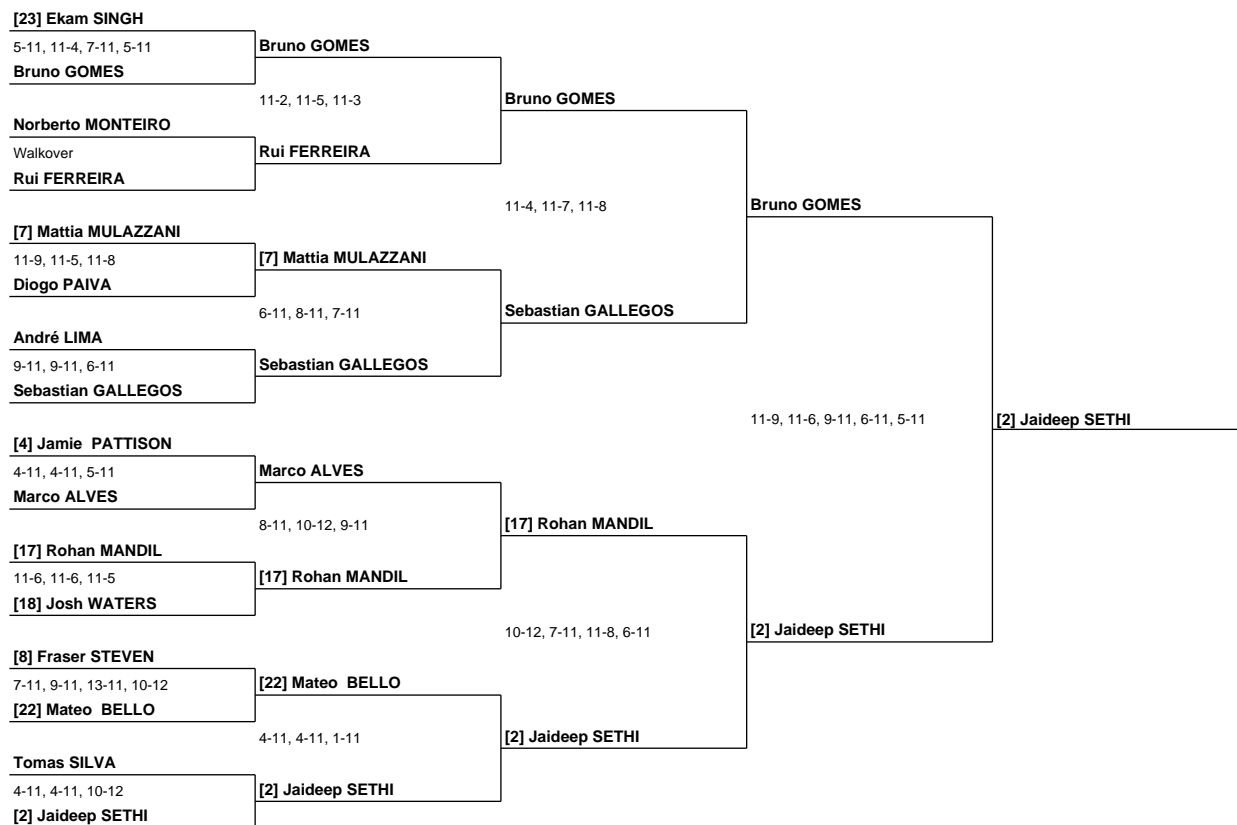 [23] Ekam SINGH
5-11, 11-4, 7-11, 5-11
Bruno GOMES
Bruno GOMES
11-2, 11-5, 11-3
Bruno GOMES
Norberto MONTEIRO
Walkover
Rui FERREIRA
Rui FERREIRA
11-4, 11-7, 11-8
Bruno GOMES
[7] Mattia MULAZZANI
11-9, 11-5, 11-8
Diogo PAIVA
[7] Mattia MULAZZANI
6-11, 8-11, 7-11
Sebastian GALLEGOS
André LIMA
9-11, 9-11, 6-11
Sebastian GALLEGOS
Sebastian GALLEGOS
11-9, 11-6, 9-11, 6-11, 5-11
[2] Jaideep SETHI
[4] Jamie PATTISON
4-11, 4-11, 5-11
Marco ALVES
Marco ALVES
8-11, 10-12, 9-11
[17] Rohan MANDIL
[17] Rohan MANDIL
11-6, 11-6, 11-5
[18] Josh WATERS
[17] Rohan MANDIL
10-12, 7-11, 11-8, 6-11
[2] Jaideep SETHI
[8] Fraser STEVEN
7-11, 9-11, 13-11, 10-12
[22] Mateo BELLO
[22] Mateo BELLO
4-11, 4-11, 1-11
[2] Jaideep SETHI
Tomas SILVA
4-11, 4-11, 10-12
[2] Jaideep SETHI
[2] Jaideep SETHI